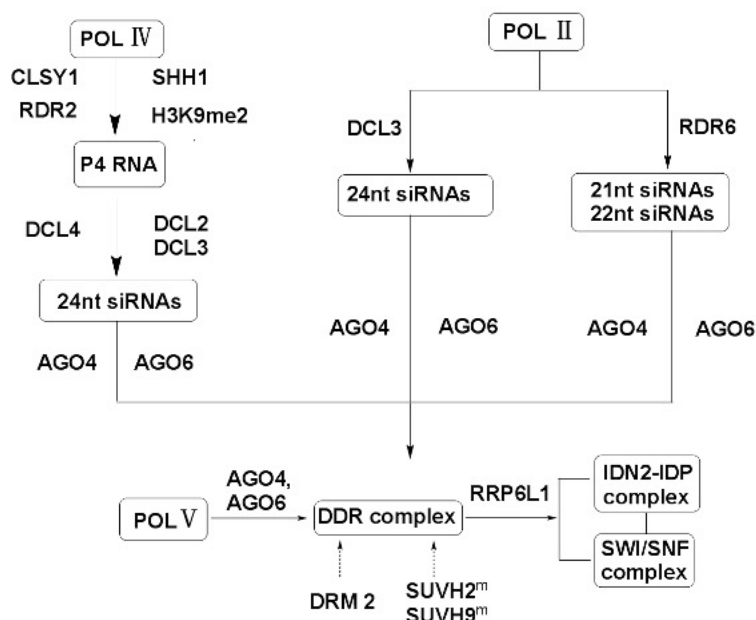 POL Ⅳ
POL Ⅱ
CLSY1
SHH1
RDR2
H3K9me2
DCL3
RDR6
P4 RNA
24nt siRNAs
21nt siRNAs
22nt siRNAs
DCL4
DCL2
DCL3
24nt siRNAs
AGO4
AGO6
AGO4
AGO6
AGO4
AGO6
POL Ⅴ
AGO4,
AGO6
DDR complex
RRP6L1
IDN2-IDP
complex
SWI/SNF
complex
DRM 2
SUVH2ᵐ
SUVH9ᵐ